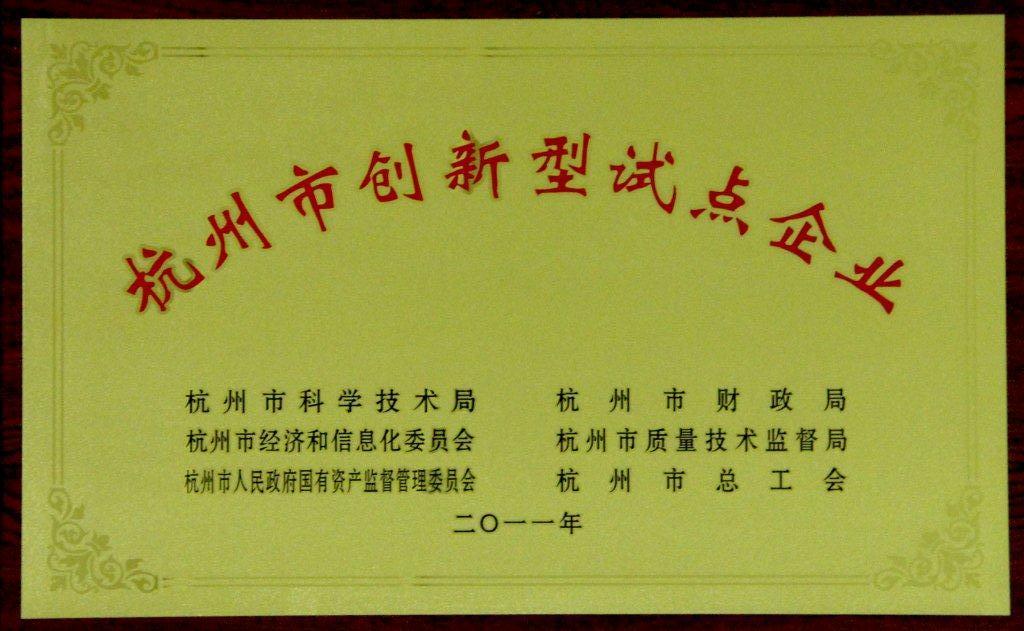 杭州市创新型试点企业
杭州市科学技术局 杭州市财政局
杭州市经济和信息化委员会 杭州市质量技术监督局
杭州市人民政府国有资产监督管理委员会 杭州市总工会
二〇一一年